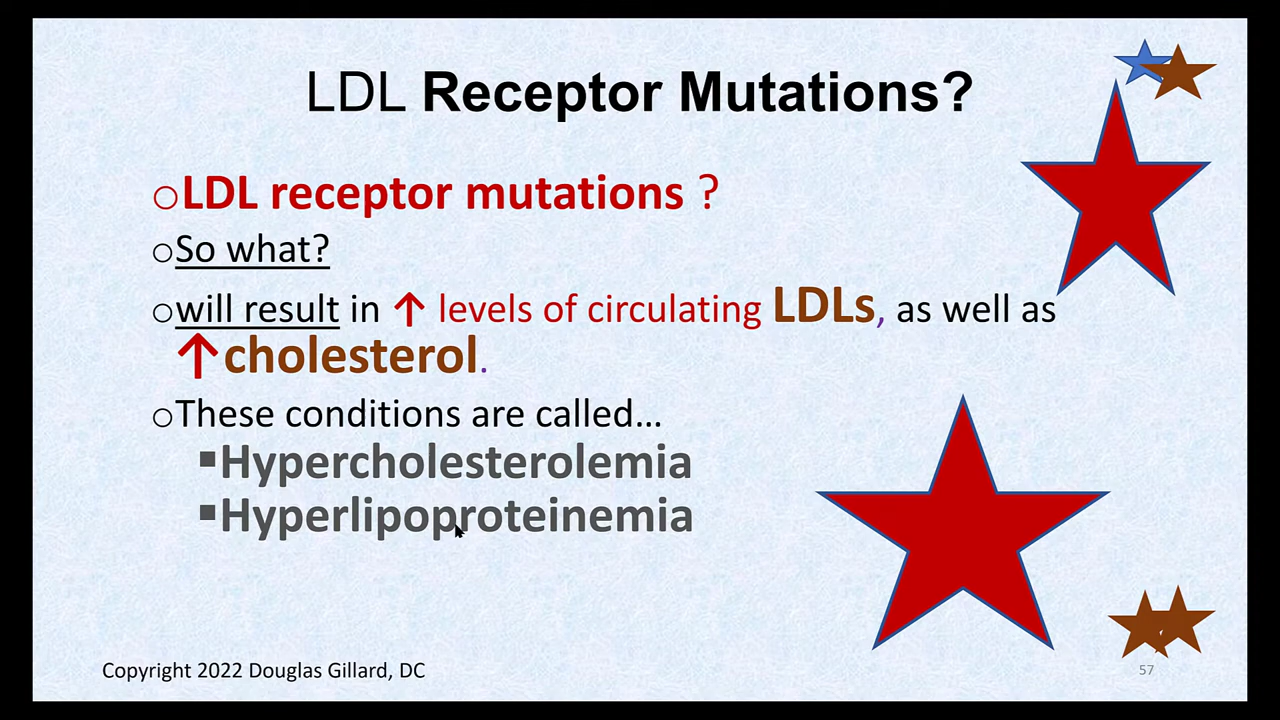 LDL Receptor Mutations?
○LDL receptor mutations ?
○So what?
○will result in ↑ levels of circulating LDLs, as well as
↑cholesterol.
○These conditions are called…
▪Hypercholesterolemia
▪Hyperlipoproteinemia
Copyright 2022 Douglas Gillard, DC
57